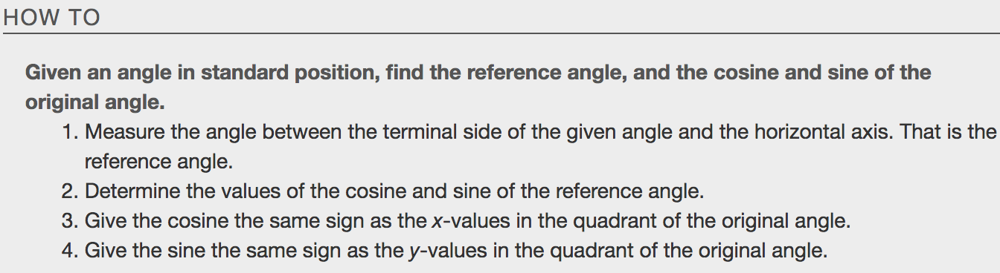 HOW TO
Given an angle in standard position, find the reference angle, and the cosine and sine of the
original angle.
1. Measure the angle between the terminal side of the given angle and the horizontal axis. That is the
reference angle.
2. Determine the values of the cosine and sine of the reference angle.
3. Give the cosine the same sign as the x-values in the quadrant of the original angle.
4. Give the sine the same sign as the y-values in the quadrant of the original angle.